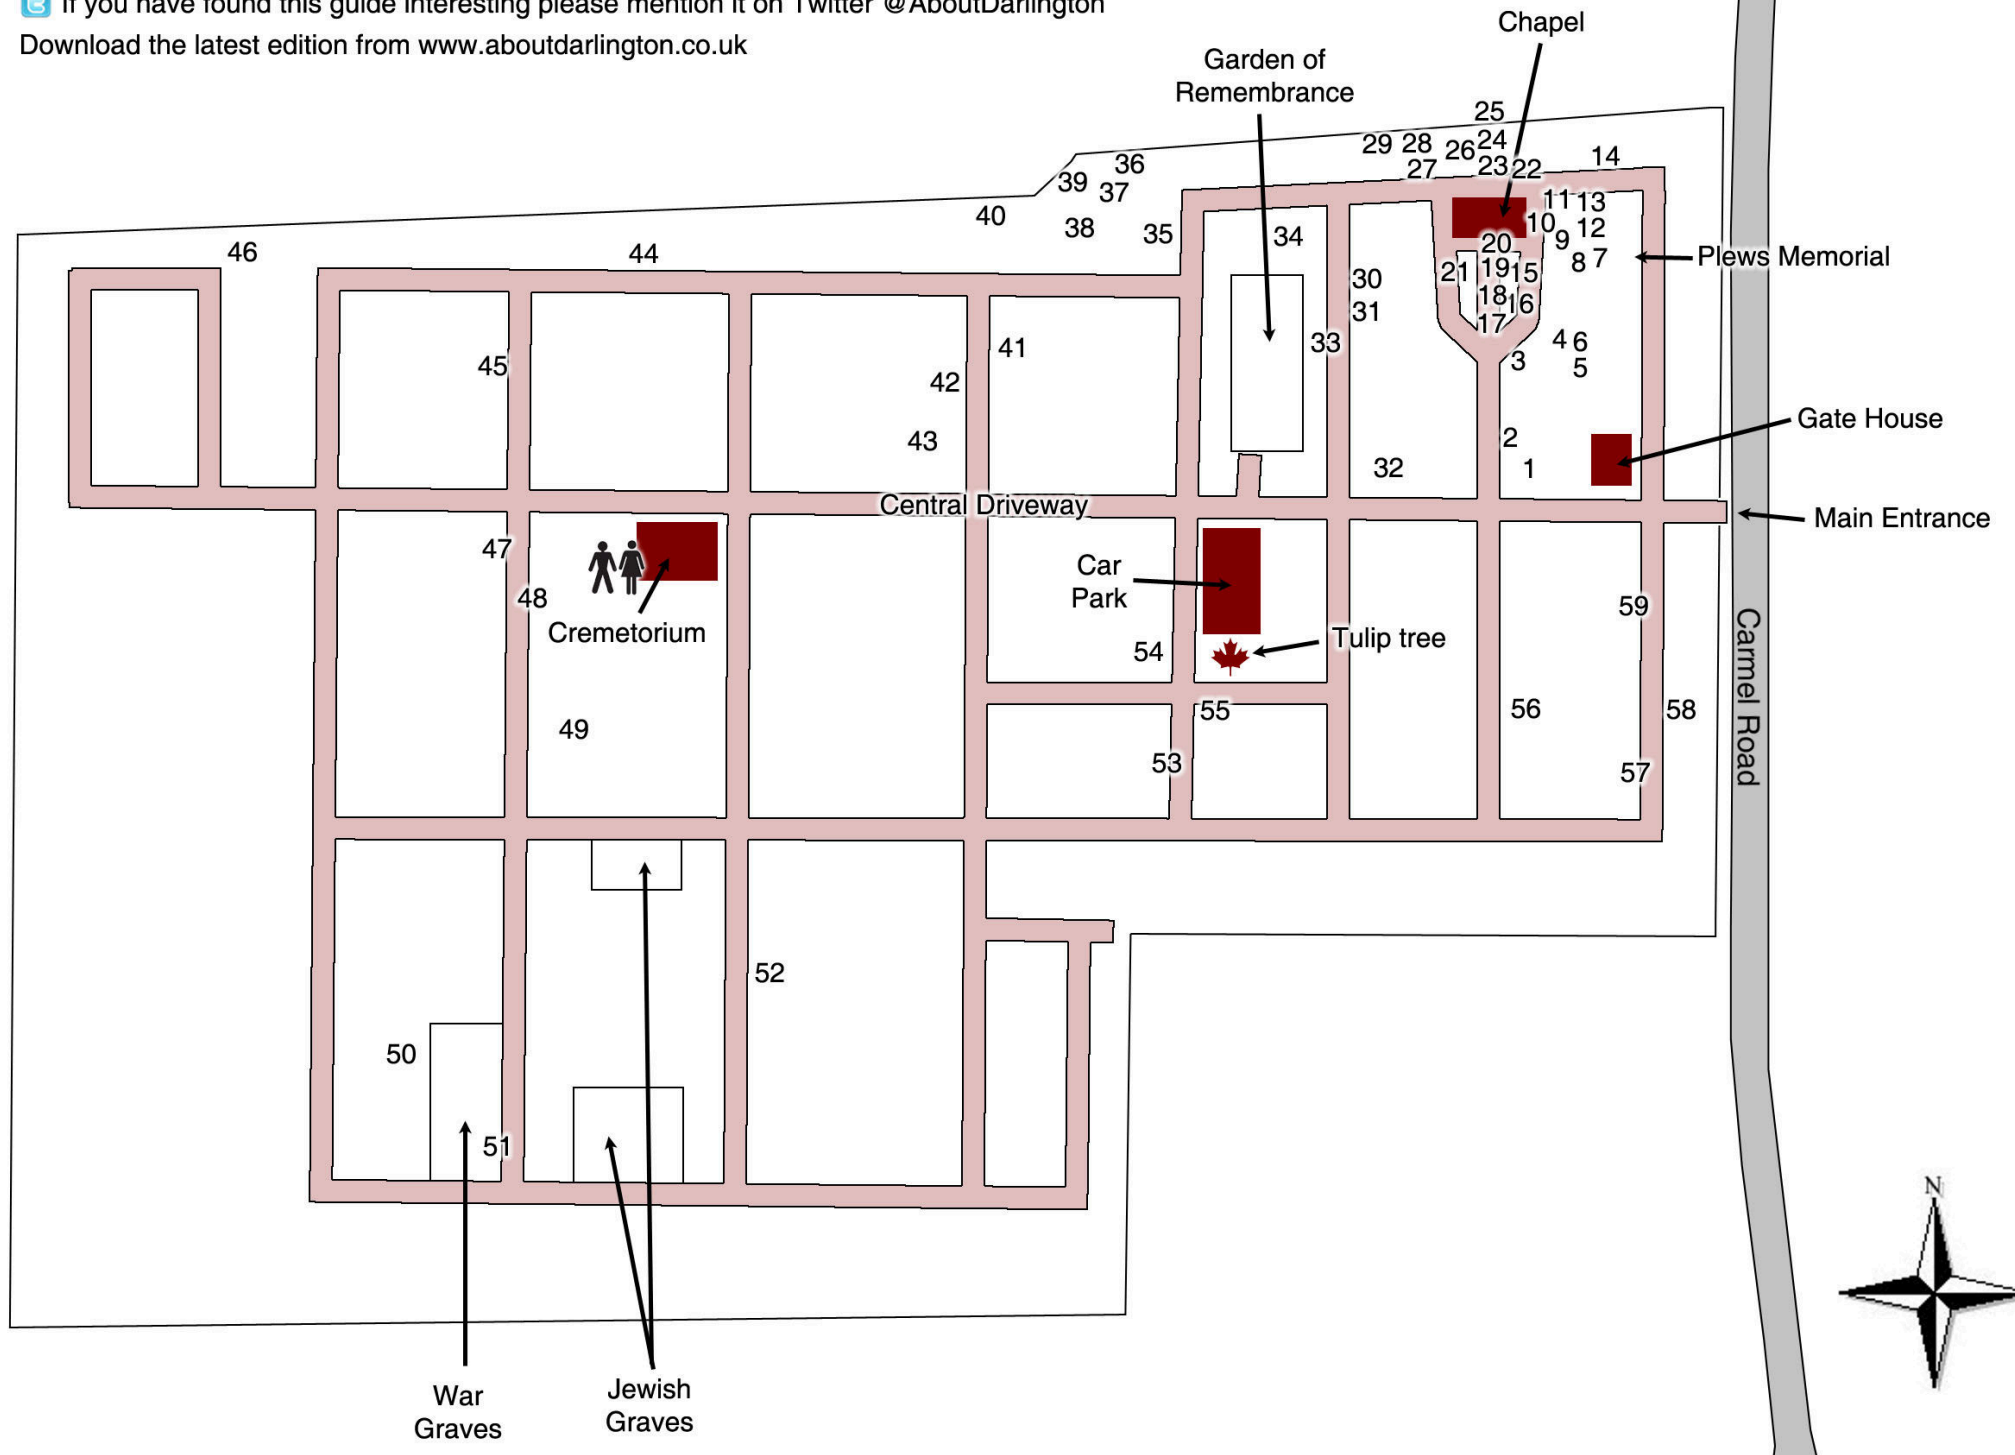 If you have found this guide interesting please mention it on Twitter @AboutDarlington
Download the latest edition from www.aboutdarlington.co.uk
Chapel
Garden of
Remembrance
25
29 28 26 24
27 23 22
14
36
39 37
40
38 35
34
11 13
10 12
9
8 7
20
21 19 15
18 16
17
Plews Memorial
46
44
30
31
33
4 6
3 5
45
41
42
43
32
2
1
Gate House
Central Driveway
Main Entrance
47
48
Cremetorium
Car
Park
54
Tulip tree
59
Carmel Road
49
55
53
56
58
57
52
50
51
N
War
Graves
Jewish
Graves